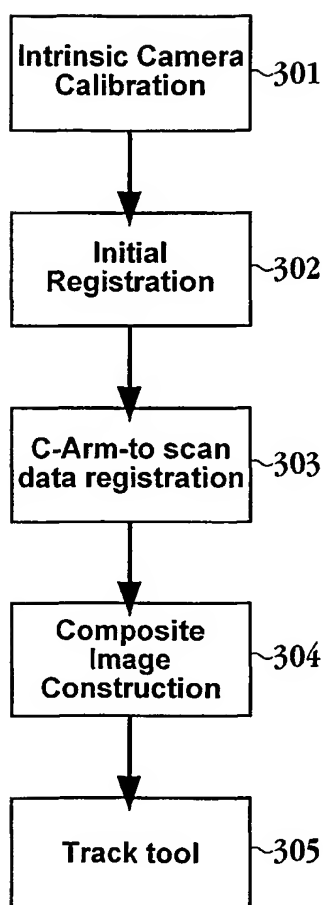 Intrinsic Camera
Calibration
301
Initial
Registration
302
C-Arm-to scan
data registration
303
Composite
Image
Construction
304
Track tool
305